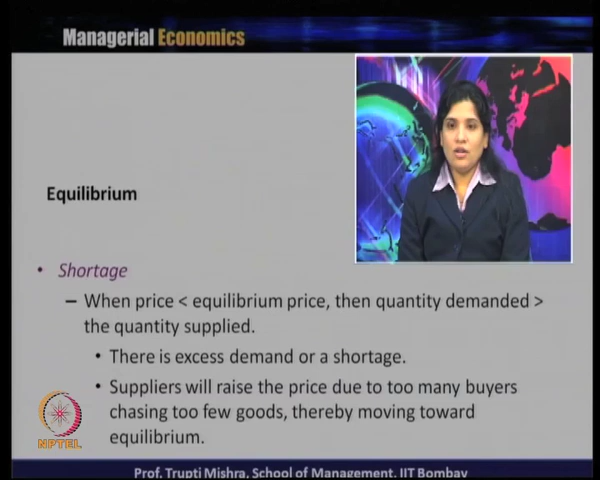 Managerial Economics
Equilibrium
• Shortage
– When price < equilibrium price, then quantity demanded >
the quantity supplied.
• There is excess demand or a shortage.
• Suppliers will raise the price due to too many buyers
chasing too few goods, thereby moving toward
equilibrium.
NPTEL
Prof. Trupti Mishra, School of Management, IIT Bombay